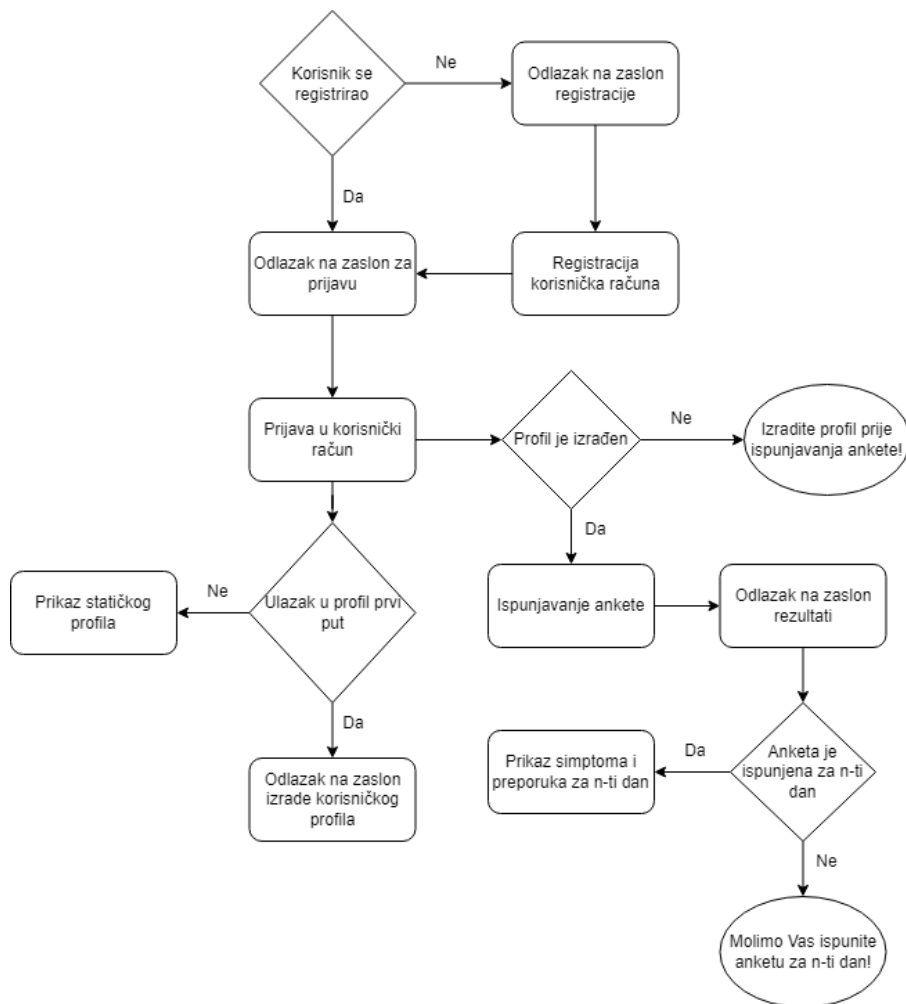 Korisnik se
registrirao
Ne
Odlazak na zaslon
registracije
Da
Odlazak na zaslon za
prijavu
Registracija
korisnička računa
Prijava u korisnički
račun
Profil je izrađen
Ne
Izradite profil prije
ispunjavanja ankete!
Da
Prikaz statičkog
profila
Ne
Ulazak u profil prvi
put
Ispunjavanje ankete
Odlazak na zaslon
rezultati
Da
Odlazak na zaslon
izrade korisničkog
profila
Prikaz simptoma i
preporuka za n-ti dan
Da
Anketa je
ispunjena za n-ti
dan
Ne
Molimo Vas ispunite
anketu za n-ti dan!